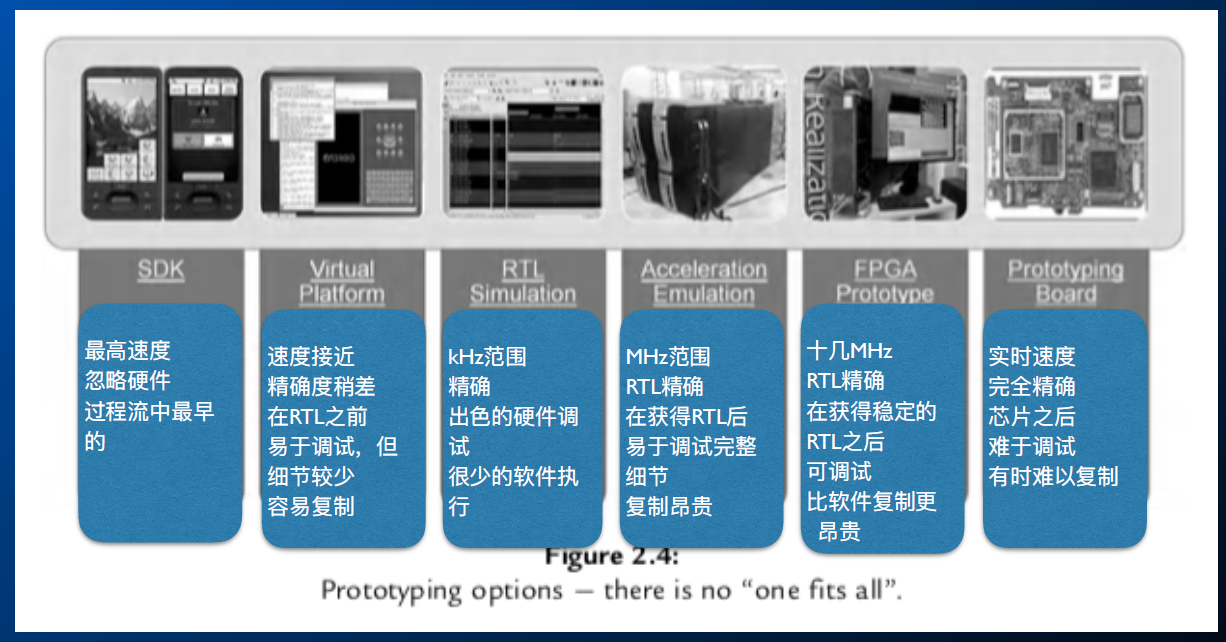 SDK
最高速度
忽略硬件
过程流中最早
的
Virtual
Platform
速度接近
精确度稍差
在RTL之前
易于调试，但
细节较少
容易复制
RTL
Simulation
kHz范围
精确
出色的硬件调
试
很少的软件执
行
Acceleration
Emulation
MHz范围
RTL精确
在获得RTL后
易于调试完整
细节
复制昂贵
FPGA
Prototype
十几MHz
RTL精确
在获得稳定的
RTL之后
可调试
比软件复制更
昂贵
Prototyping
Board
实时速度
完全精确
芯片之后
难于调试
有时难以复制
Figure 2.4:
Prototyping options — there is no “one fits all”.